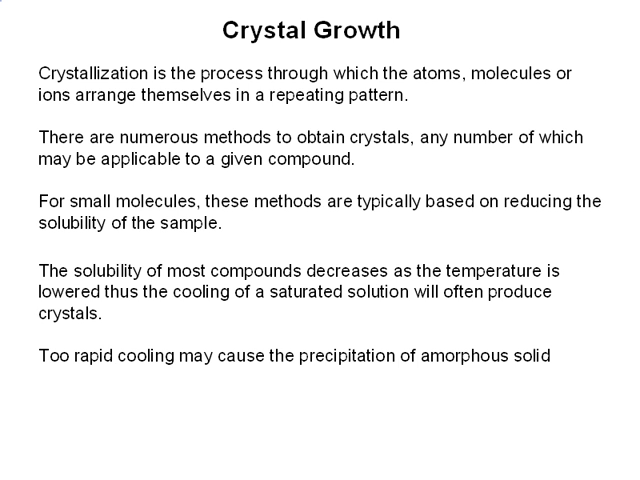 Crystal Growth
Crystallization is the process through which the atoms, molecules or
ions arrange themselves in a repeating pattern.
There are numerous methods to obtain crystals, any number of which
may be applicable to a given compound.
For small molecules, these methods are typically based on reducing the
solubility of the sample.
The solubility of most compounds decreases as the temperature is
lowered thus the cooling of a saturated solution will often produce
crystals.
Too rapid cooling may cause the precipitation of amorphous solid